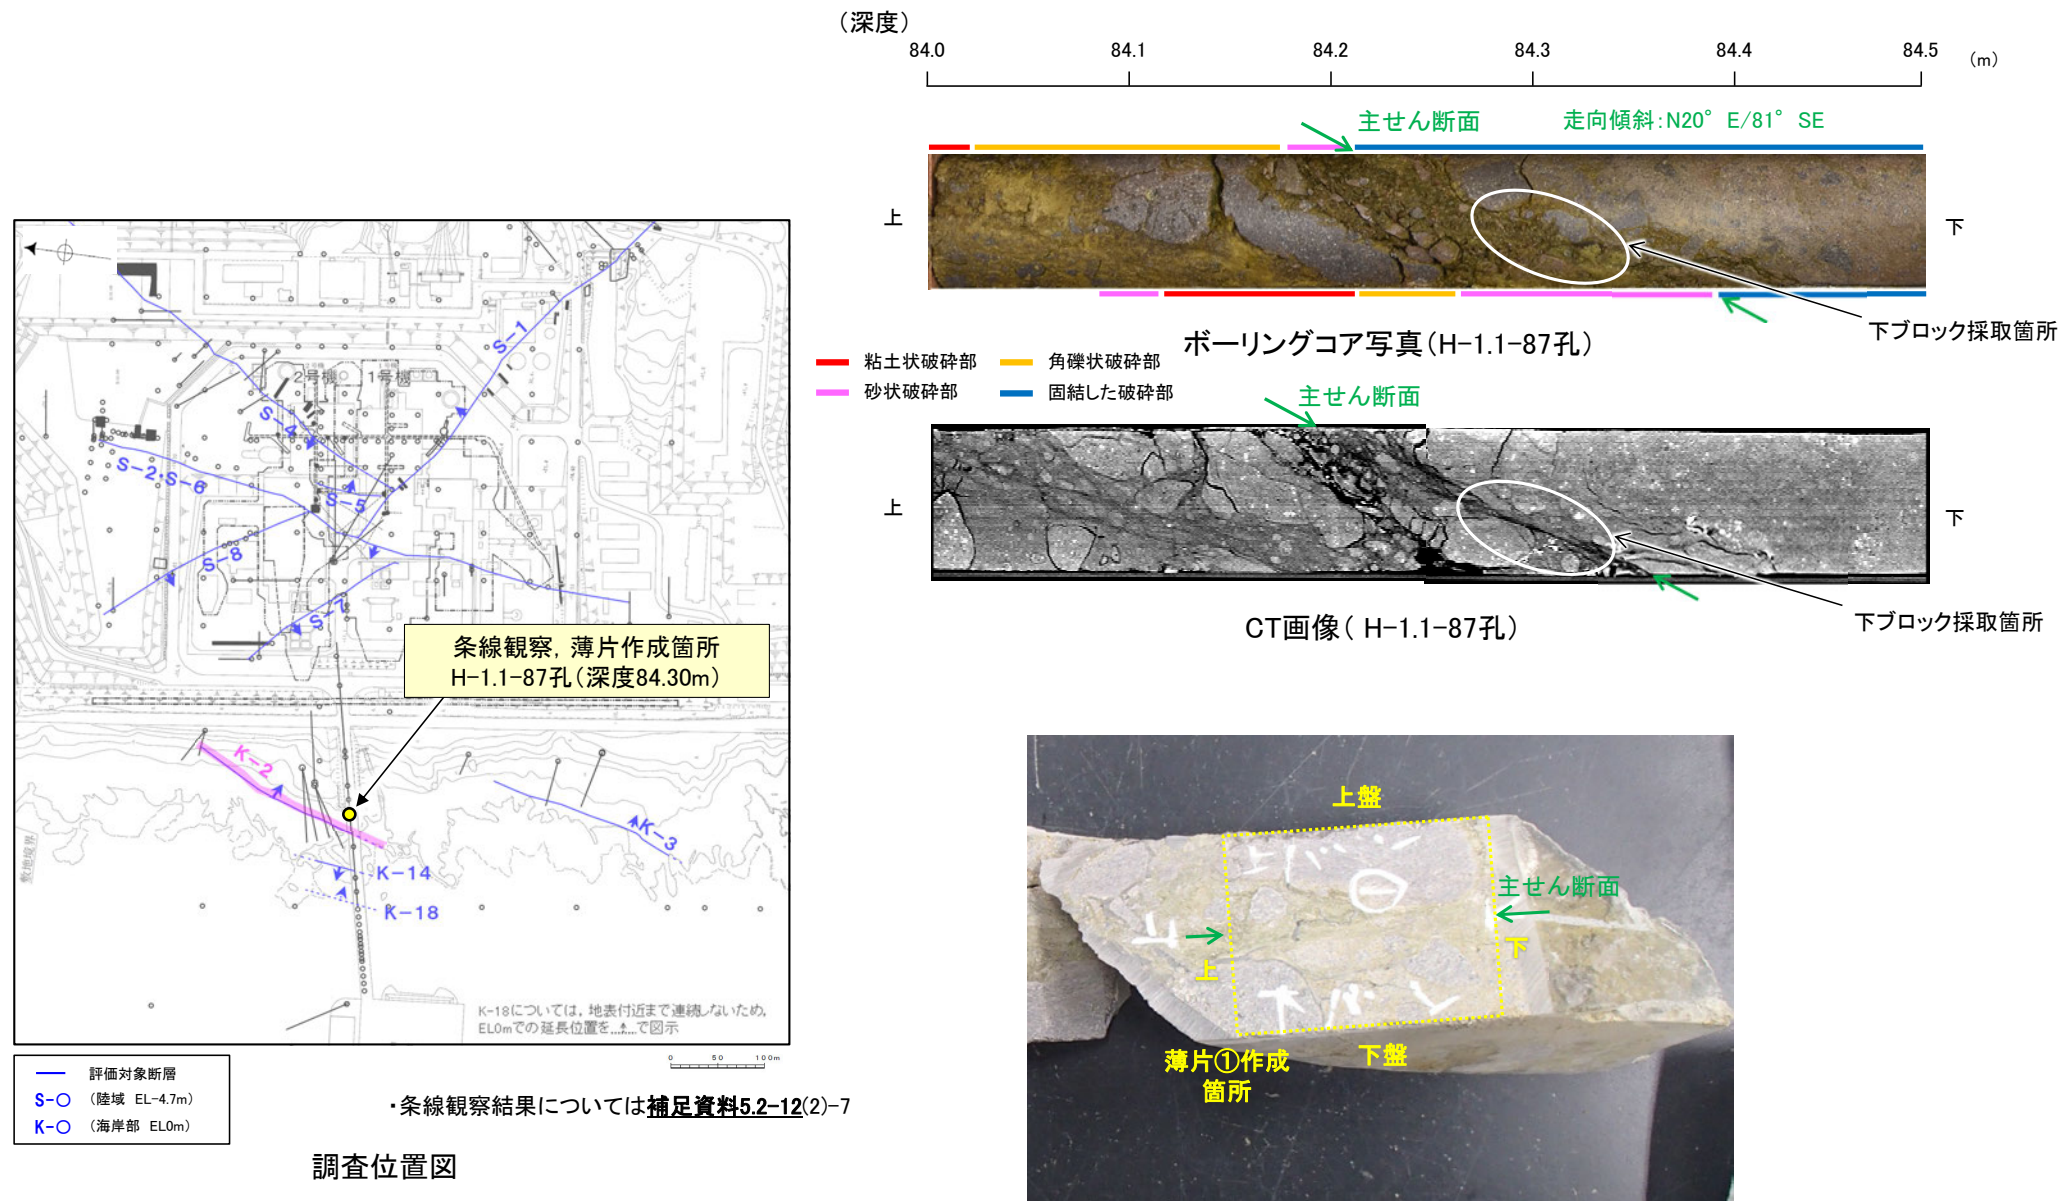 (深度)
84.0 84.1 84.2 84.3 84.4 84.5 (m)
主せん断面 走向傾斜:N20° E/81° SE
上
下
下ブロック採取箇所
ボーリングコア写真(H-1.1-87孔)
粘土状破砕部 角礫状破砕部
砂状破砕部 固結した破砕部
主せん断面
上
下
下ブロック採取箇所
CT画像( H-1.1-87孔)
S-1
2号機 1号機
S-4
S-2・S-6
S-5
S-8
S-7
条線観察, 薄片作成箇所
H-1.1-87孔(深度84.30m)
K-2
K-3
敷地境界
K-14
K-18
K-18については、地表付近まで連続しないため,
EL0mでの延長位置を で図示
0 50 100m
評価対象断層
S-○ (陸域 EL-4.7m)
K-○ (海岸部 EL0m)
・条線観察結果については補足資料5.2-12(2)-7
調査位置図
上盤
主せん断面
上
下
薄片①作成
箇所
下盤